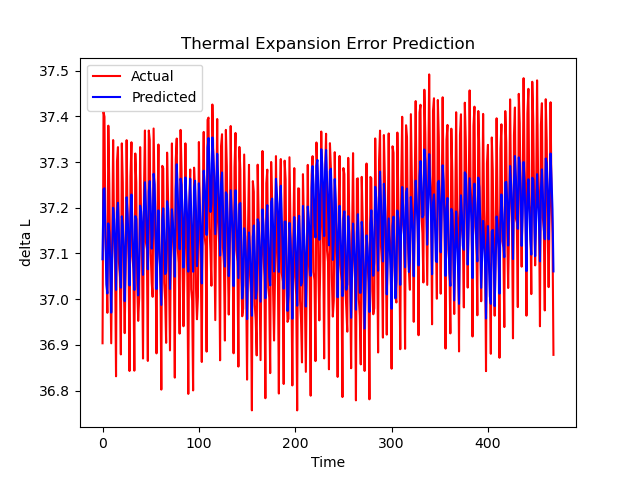 Thermal Expansion Error Prediction
Actual
Predicted
37.5
37.4
37.3
37.2
37.1
37.0
36.9
36.8
delta L
0 100 200 300 400
Time